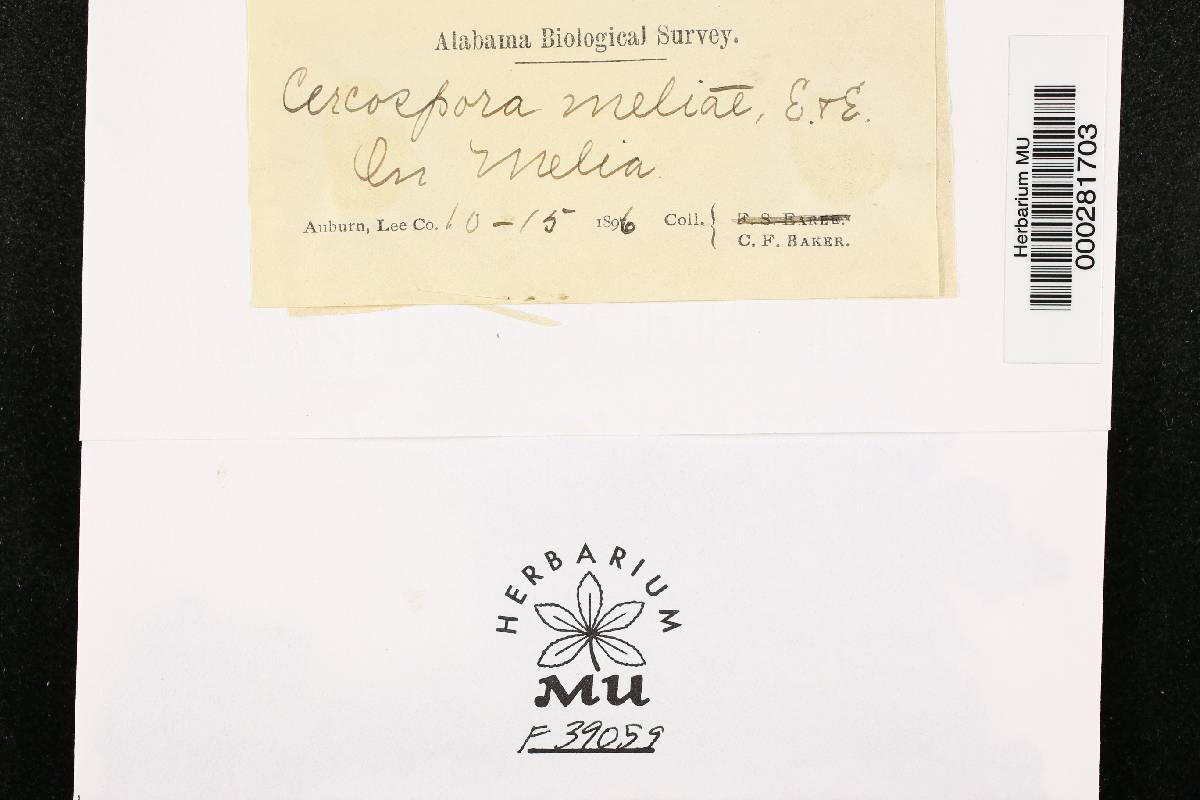 Alabama Biological Survey.
Cercospora meliae, E. & E.
On Melia.
Auburn, Lee Co. 10-15 1896 Coll. { F. S. EARLE.
C. F. BAKER.
Herbarium MU
000281703
HERBARIUM
MU
F 39059